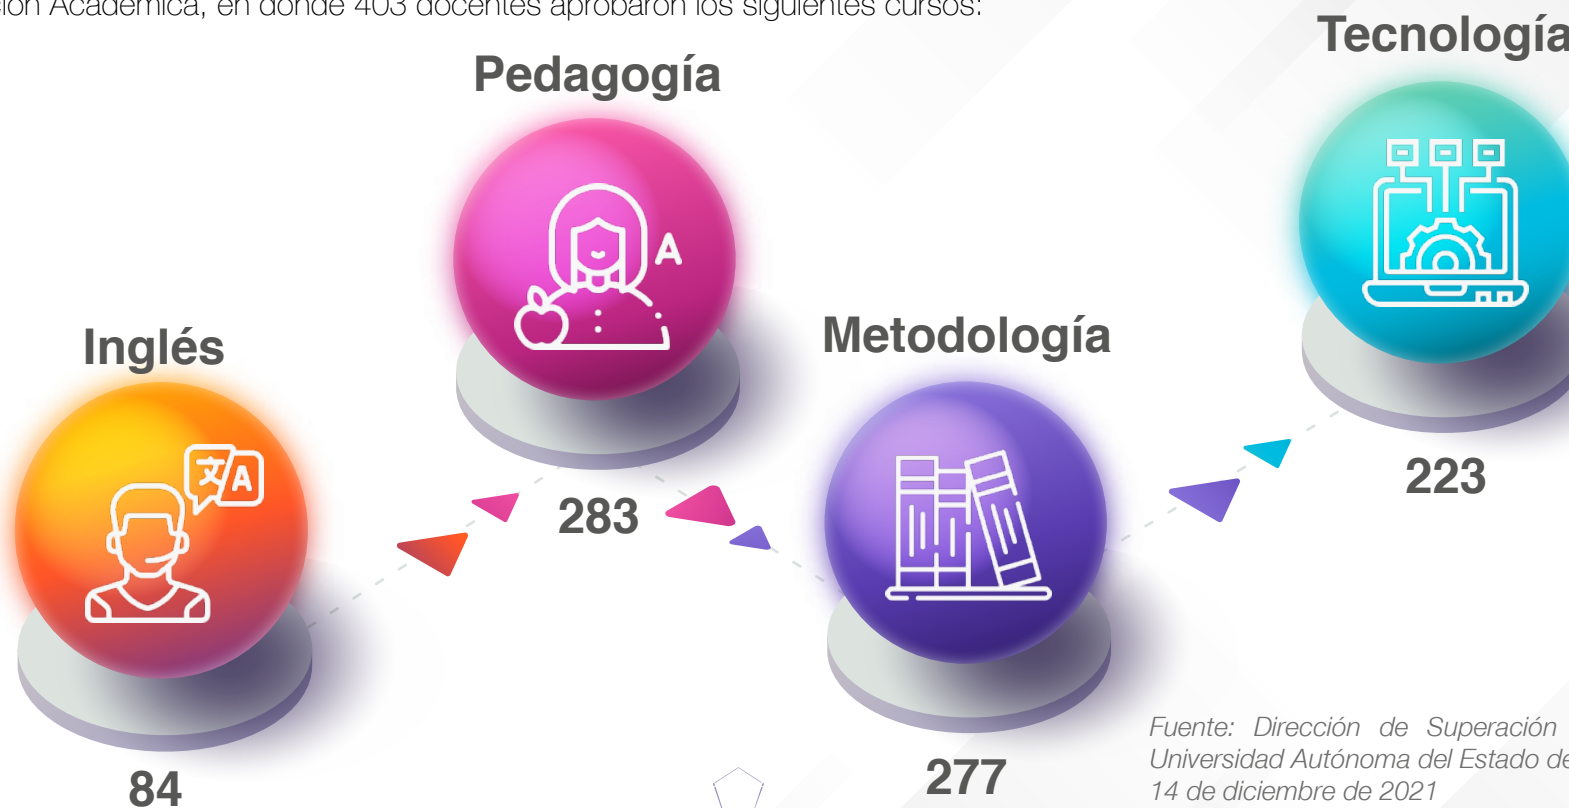 ción Académica, en donde 403 docentes aprobaron los siguientes cursos:
Tecnología
Pedagogía
Metodología
Inglés
223
283
277
84
Fuente: Dirección de Superación
Universidad Autónoma del Estado de
14 de diciembre de 2021